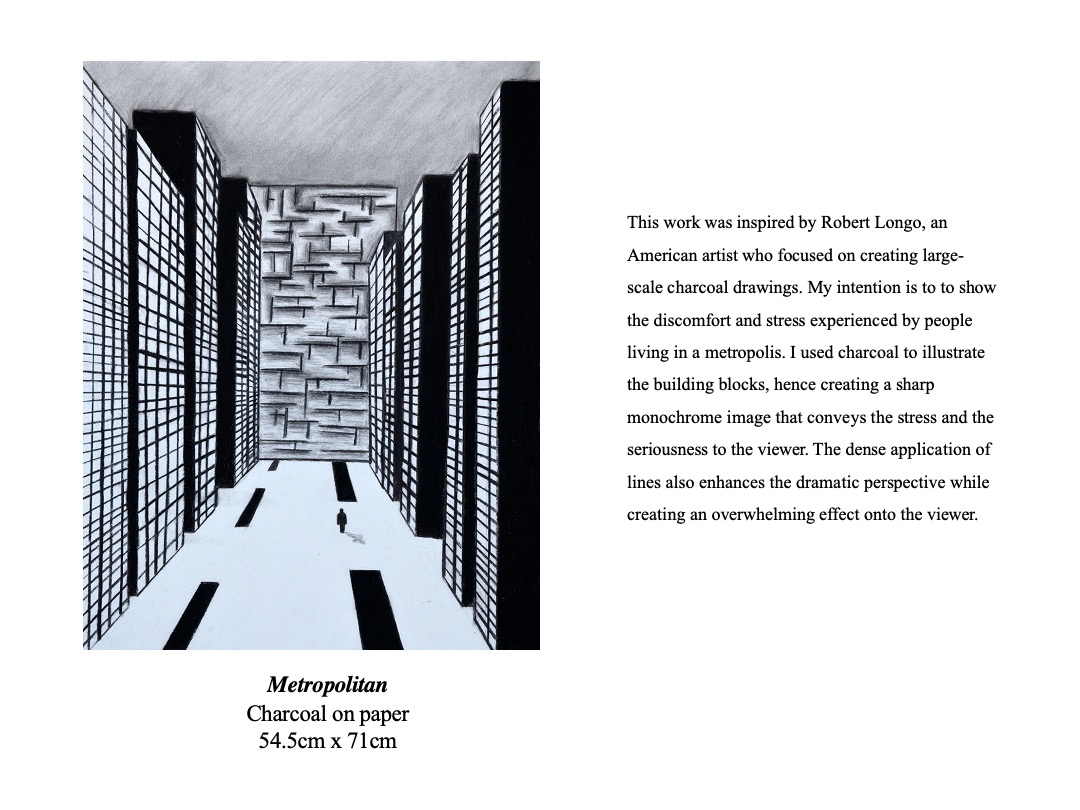 This work was inspired by Robert Longo, an
American artist who focused on creating large-
scale charcoal drawings. My intention is to to show
the discomfort and stress experienced by people
living in a metropolis. I used charcoal to illustrate
the building blocks, hence creating a sharp
monochrome image that conveys the stress and the
seriousness to the viewer. The dense application of
lines also enhances the dramatic perspective while
creating an overwhelming effect onto the viewer.
Metropolitan
Charcoal on paper
54.5cm x 71cm